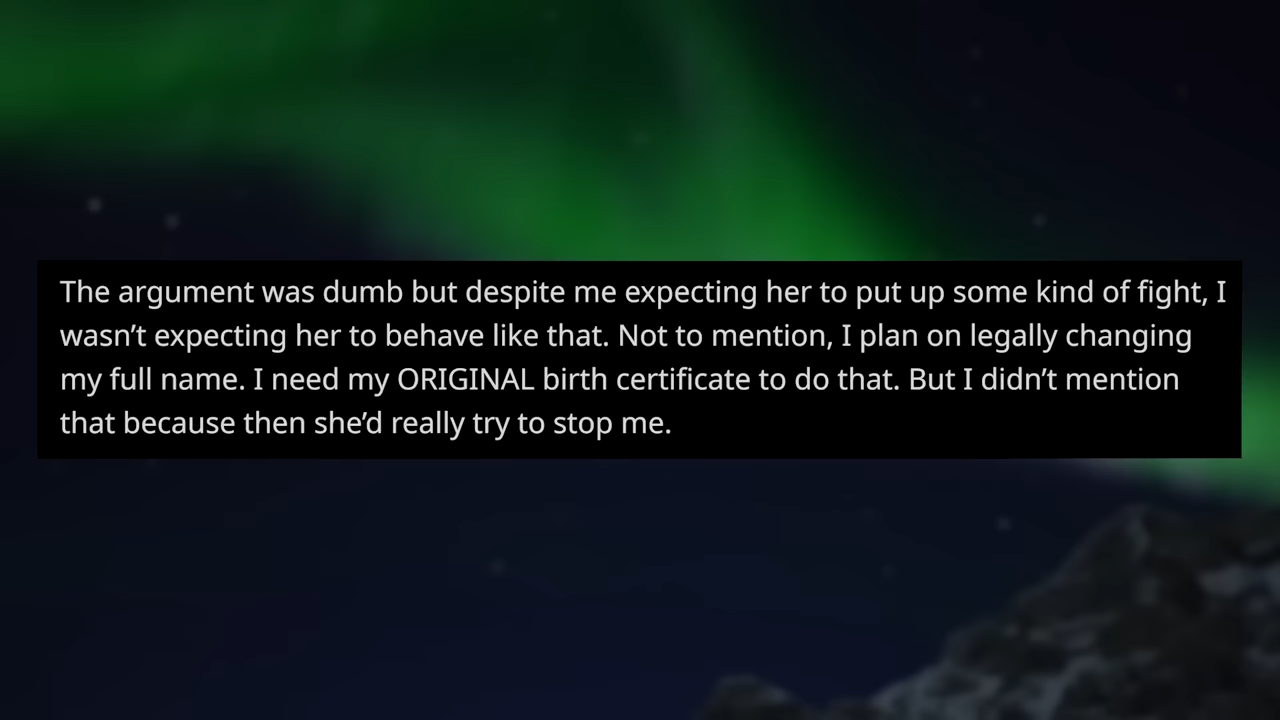 The argument was dumb but despite me expecting her to put up some kind of fight, I
wasn’t expecting her to behave like that. Not to mention, I plan on legally changing
my full name. I need my ORIGINAL birth certificate to do that. But I didn’t mention
that because then she’d really try to stop me.